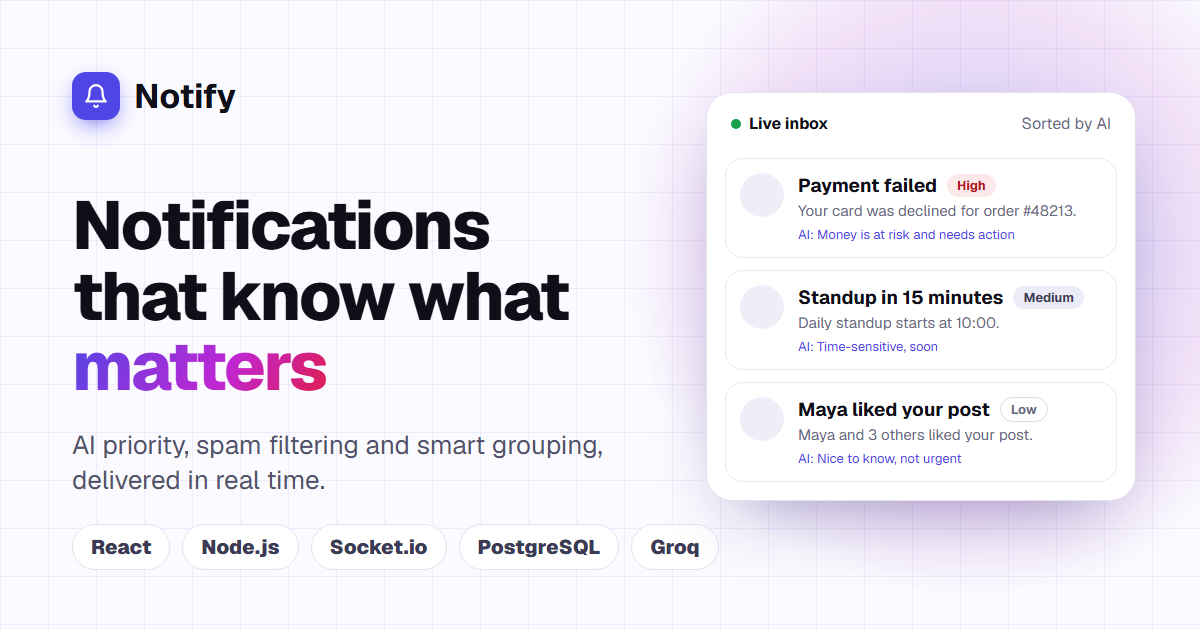 Notify
Notifications
that know what
matters
AI priority, spam filtering and smart grouping,
delivered in real time.
React Node.js Socket.io PostgreSQL Groq
Live inbox Sorted by AI
Payment failed High
Your card was declined for order #48213.
AI: Money is at risk and needs action
Standup in 15 minutes Medium
Daily standup starts at 10:00.
AI: Time-sensitive, soon
Maya liked your post Low
Maya and 3 others liked your post.
AI: Nice to know, not urgent